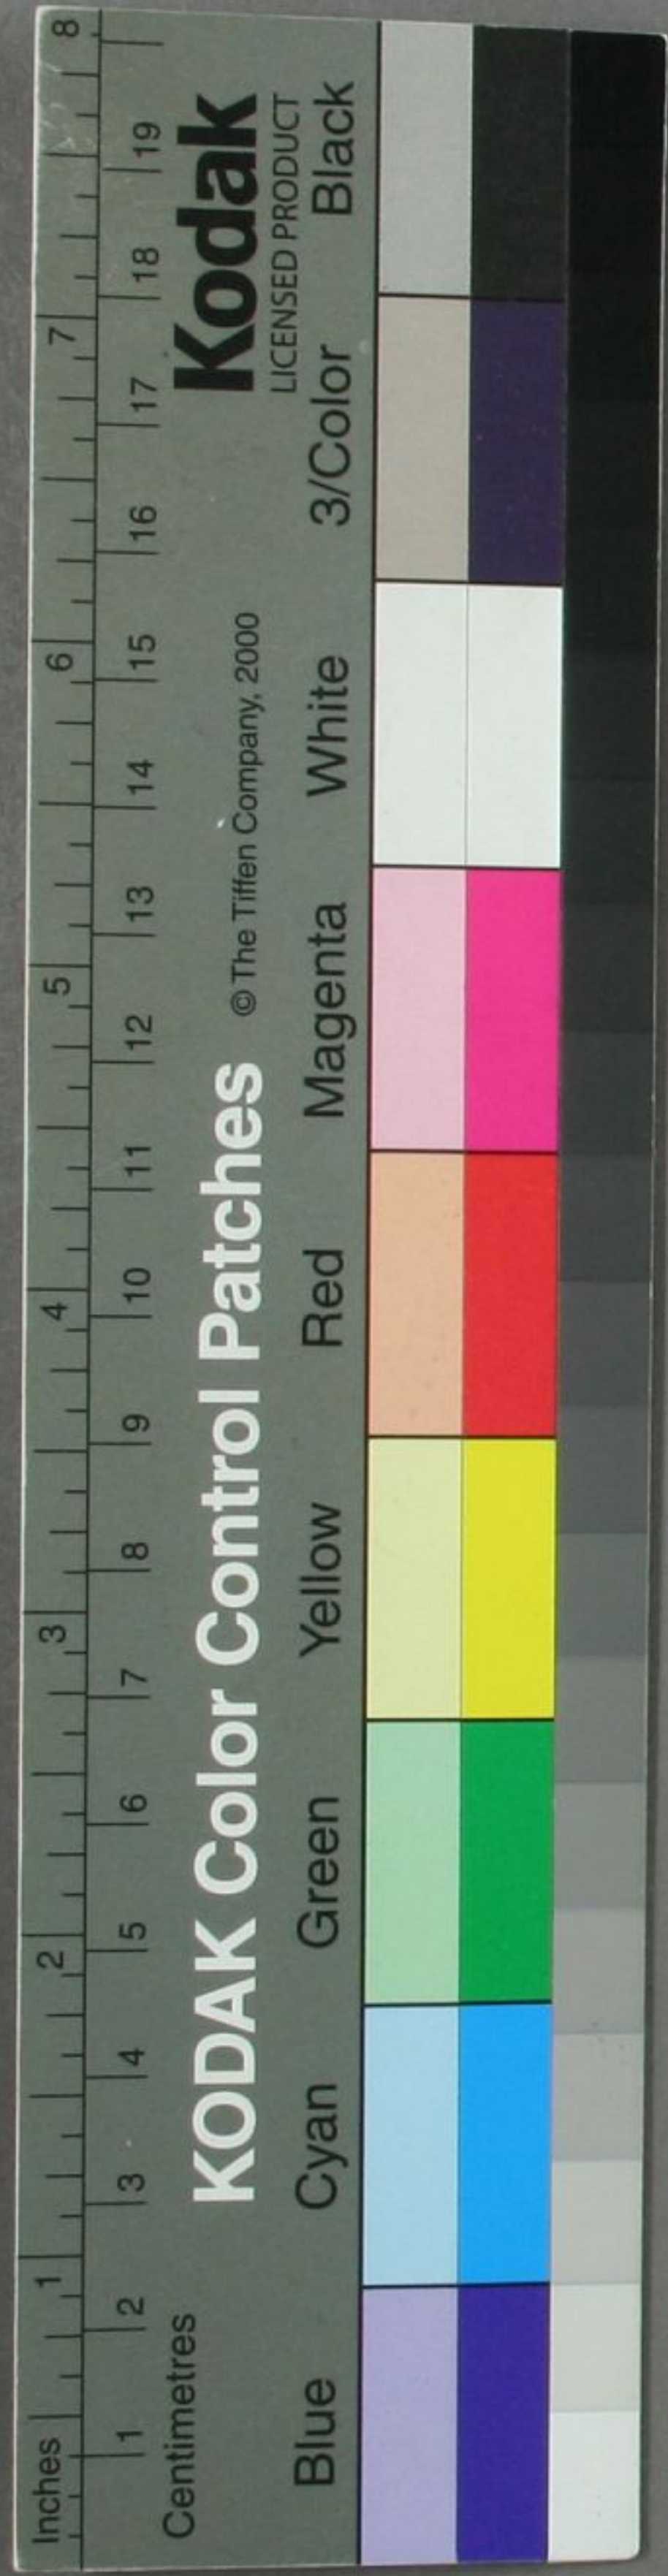 Inches 1 2 3 4 5 6 7 8
1 2 3 4 5 6 7 8 9 10 11 12 13 14 15 16 17 18 19
Centimetres
KODAK Color Control Patches © The Tiffen Company, 2000 Kodak
LICENSED PRODUCT
Blue Cyan Green Yellow Red Magenta White 3/Color Black